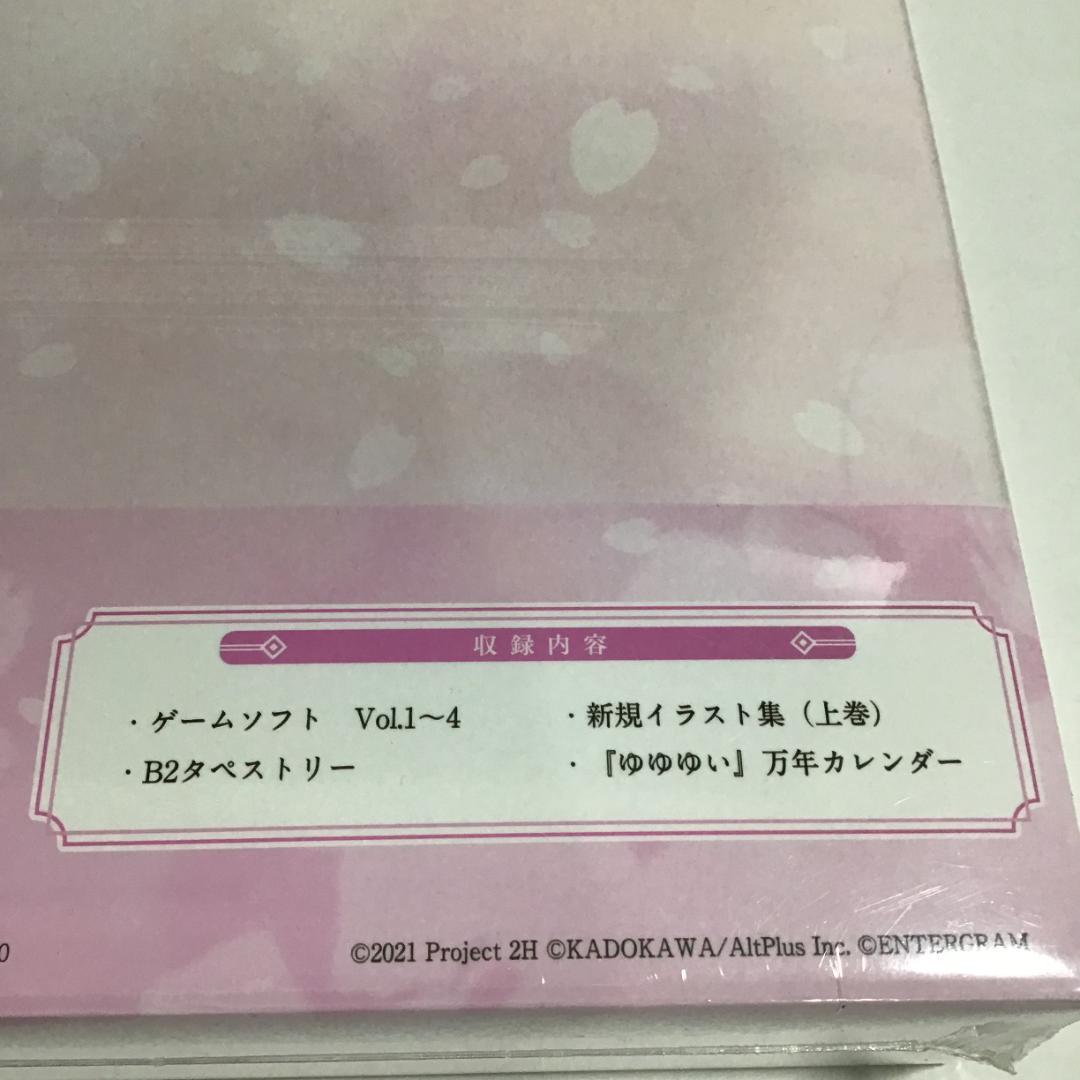 収録内容
・ゲームソフト　Vol.1～4
・新規イラスト集（上巻）
・B2タペストリー
・『ゆゆゆい』万年カレンダー
0
©2021 Project 2H ©KADOKAWA/AltPlus Inc. ©ENTERGRAM